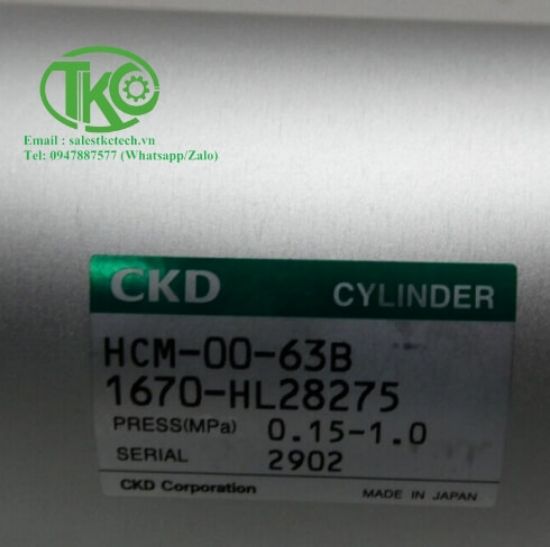 TKC
Email : salestkctech.vn
Tel: 0947887577 (Whatsapp/Zalo)
CKD CYLINDER
HCM-00-63B
1670-HL28275
PRESS(MPa) 0.15-1.0
SERIAL 2902
CKD Corporation MADE IN JAPAN